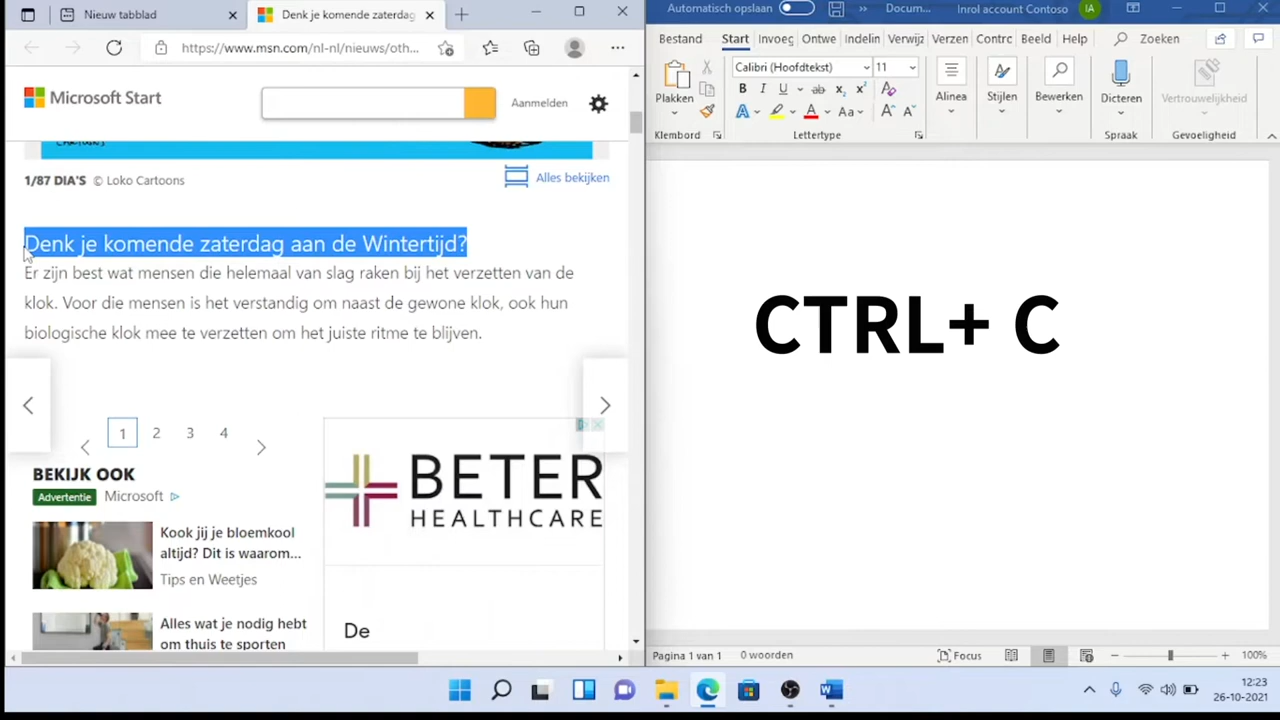 Nieuw tabblad
Denk je komende zaterdag
https://www.msn.com/nl-nl/nieuws/oth...
Microsoft Start
Aanmelden
1/87 DIA'S © Loko Cartoons
Alles bekijken
Denk je komende zaterdag aan de Wintertijd?
Er zijn best wat mensen die helemaal van slag raken bij het verzetten van de
klok. Voor die mensen is het verstandig om naast de gewone klok, ook hun
biologische klok mee te verzetten om het juiste ritme te blijven.
1 2 3 4
BEKIJK OOK
Advertentie Microsoft
Kook jij je bloemkool
altijd? Dit is waarom...
Tips en Weetjes
Alles wat je nodig hebt
om thuis te sporten
BETER
HEALTHCARE
De
Automatisch opslaan Docum... Inrol account Contoso IA
Bestand Start Invoeg Ontwe Indelin Verwijz Verzen Contrc Beeld Help Zoeken
Calibri (Hoofdtekst) 11
B I U ab x₂ x² A
A A Aa A A
Plakken Alinea Stijlen Bewerken Dicteren Vertrouwelijkheid
Klembord Lettertype Spraak Gevoeligheid
CTRL+ C
Pagina 1 van 1 0 woorden Focus 100%
12:23
26-10-2021